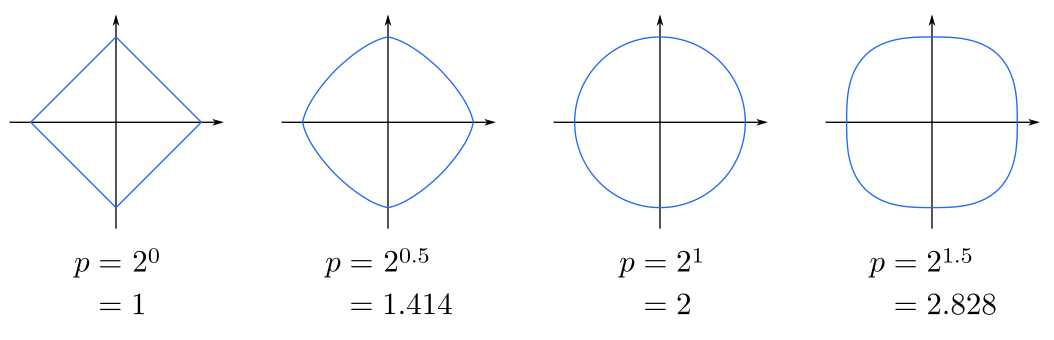 p = 2^0
= 1
p = 2^0.5
= 1.414
p = 2^1
= 2
p = 2^1.5
= 2.828